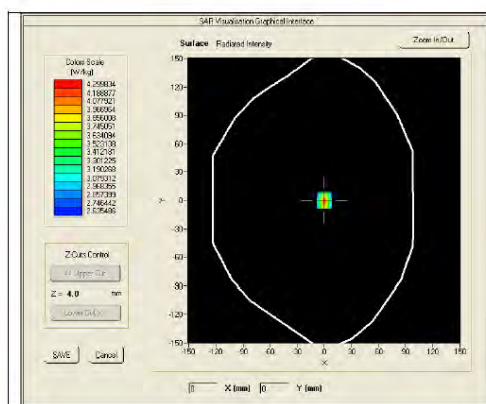 SAR Visualisation Graphical Interface
Surface Radiated Intensity
Zoom In/Out
Colors Scale
(W/kg)
4.299834
4.188877
4.077921
3.966964
3.856008
3.745051
3.634094
3.523138
3.412181
3.301225
3.190268
3.079312
2.968355
2.857399
2.746442
2.635486
150
120
90
60
30
0
-30
-60
-90
-120
-150
Y
-150 -120 -90 -60 -30 0 30 60 90 120 150
X
Z-Cuts Control
Upper Cut
Z = 4.0 mm
Lower Cut
SAVE
Cancel
0 X (mm) 0 Y (mm)